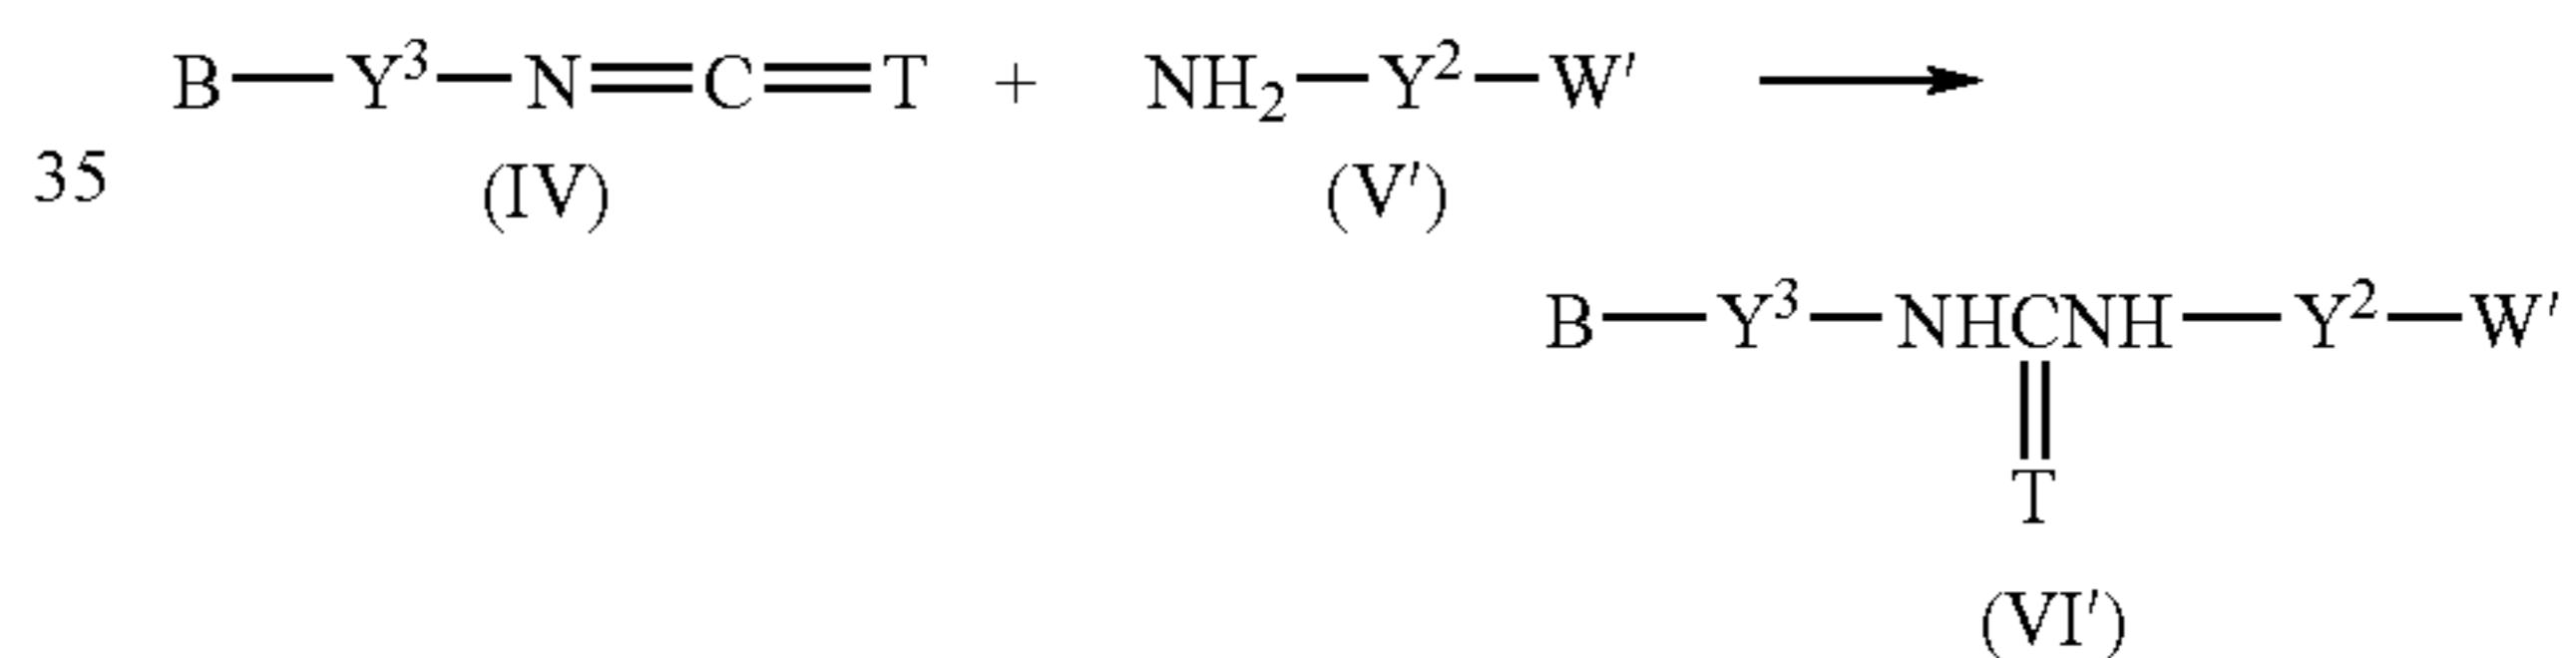 B—Y³—N=C=T + NH₂—Y²—W′ ⟶
35 (IV) (V′)
B—Y³—NHCNH—Y²—W′
T
(VI′)